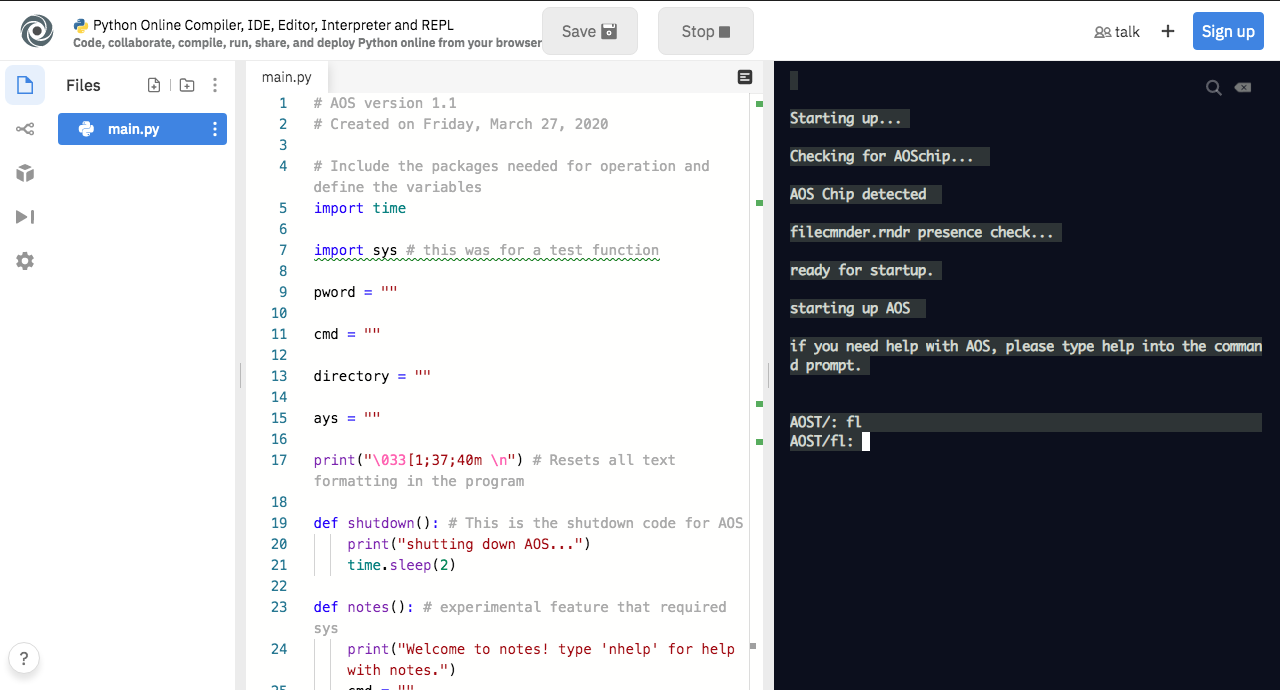 Python Online Compiler, IDE, Editor, Interpreter and REPL
Code, collaborate, compile, run, share, and deploy Python online from your browser
Save
Stop
talk
+
Sign up
Files
main.py
?
main.py
1 # AOS version 1.1
2 # Created on Friday, March 27, 2020
3
4 # Include the packages needed for operation and
define the variables
5 import time
6
7 import sys # this was for a test function
8
9 pword = ""
10
11 cmd = ""
12
13 directory = ""
14
15 ays = ""
16
17 print("\033[1;37;40m \n") # Resets all text
formatting in the program
18
19 def shutdown(): # This is the shutdown code for AOS
20 print("shutting down AOS...")
21 time.sleep(2)
22
23 def notes(): # experimental feature that required
sys
24 print("Welcome to notes! type 'nhelp' for help
with notes.")
25 cmd = ""
Starting up...
Checking for AOSchip...
AOS Chip detected
filecmnder.rndr presence check...
ready for startup.
starting up AOS
if you need help with AOS, please type help into the comman
d prompt.
AOST/: fl
AOST/fl: